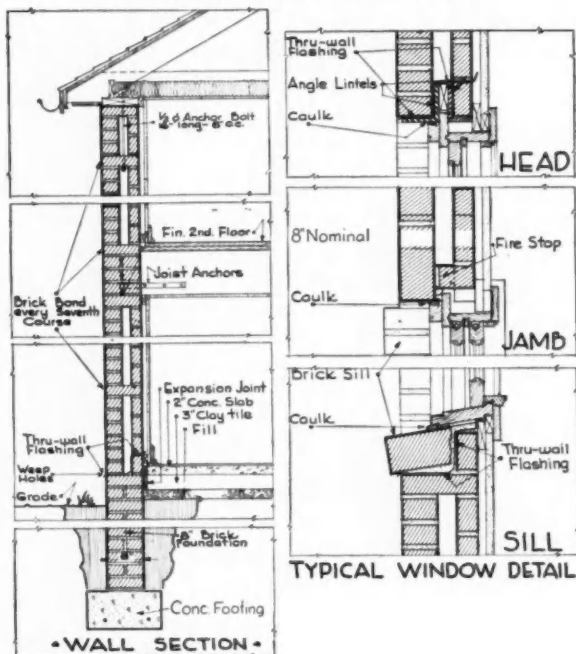 ½ ø Anchor Bolt
long - 8' o.c.
Fin. 2nd. Floor
Joist Anchors
Brick Bond
every Seventh
Course
Expansion Joint
2" Conc. Slab
3" Clay tile
Fill
Thru-wall
Flashing
Weep
Holes
Grade
8" Brick
Foundation
8"
Conc. Footing
• WALL SECTION •
Thru-wall
Flashing
Angle Lintels
Caulk
HEAD
8" Nominal
Fire Stop
Caulk
JAMB
Brick Sill
Caulk
Thru-wall
Flashing
SILL
TYPICAL WINDOW DETAIL